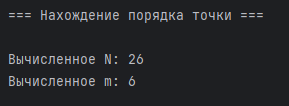 === Нахождение порядка точки ===
Вычисленное N: 26
Вычисленное m: 6